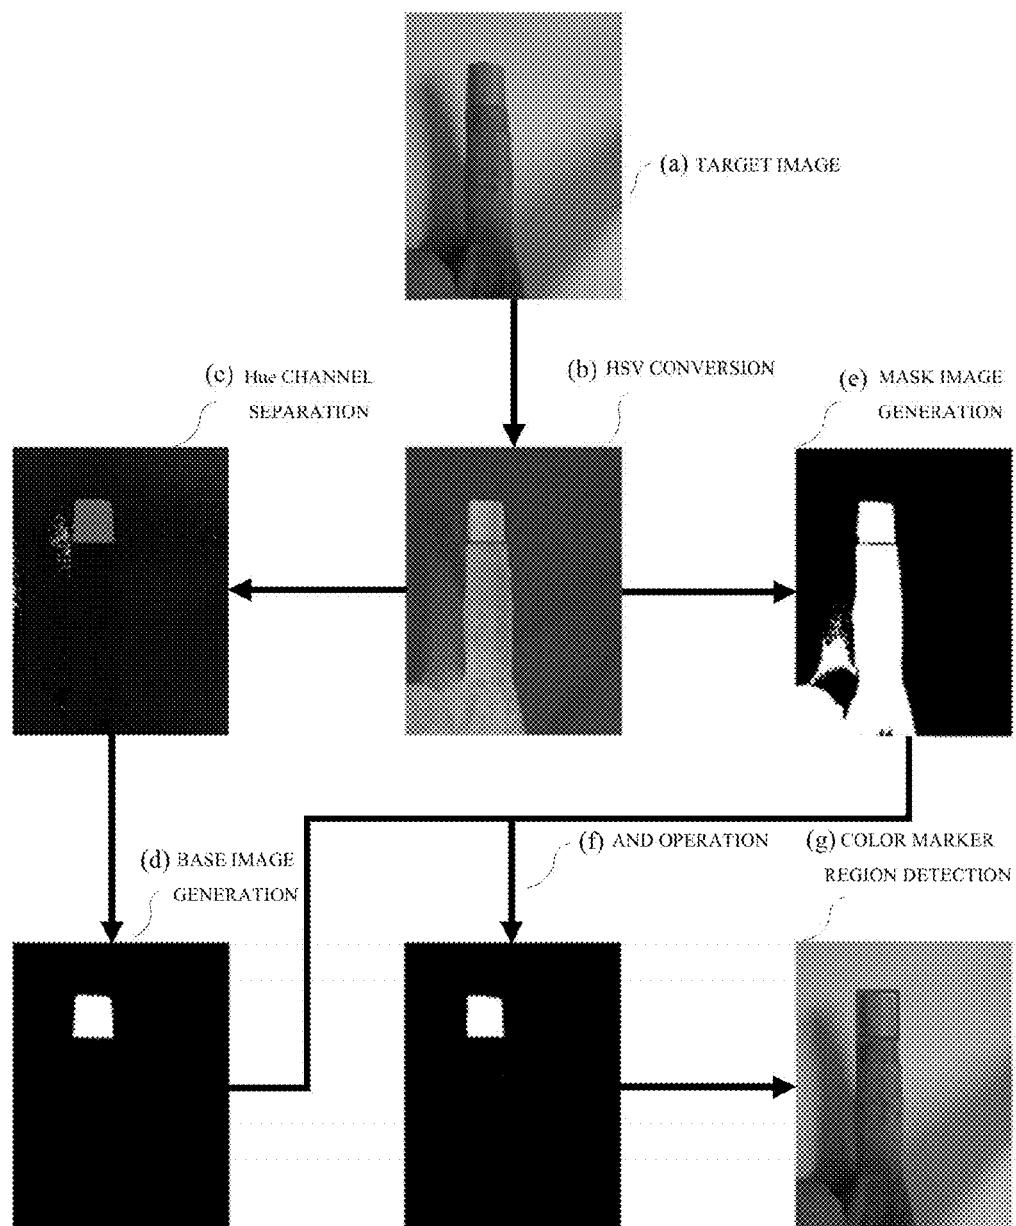 (a) TARGET IMAGE
(b) HSV CONVERSION
(c) Hue CHANNEL
SEPARATION
(e) MASK IMAGE
GENERATION
(d) BASE IMAGE
GENERATION
(f) AND OPERATION
(g) COLOR MARKER
REGION DETECTION